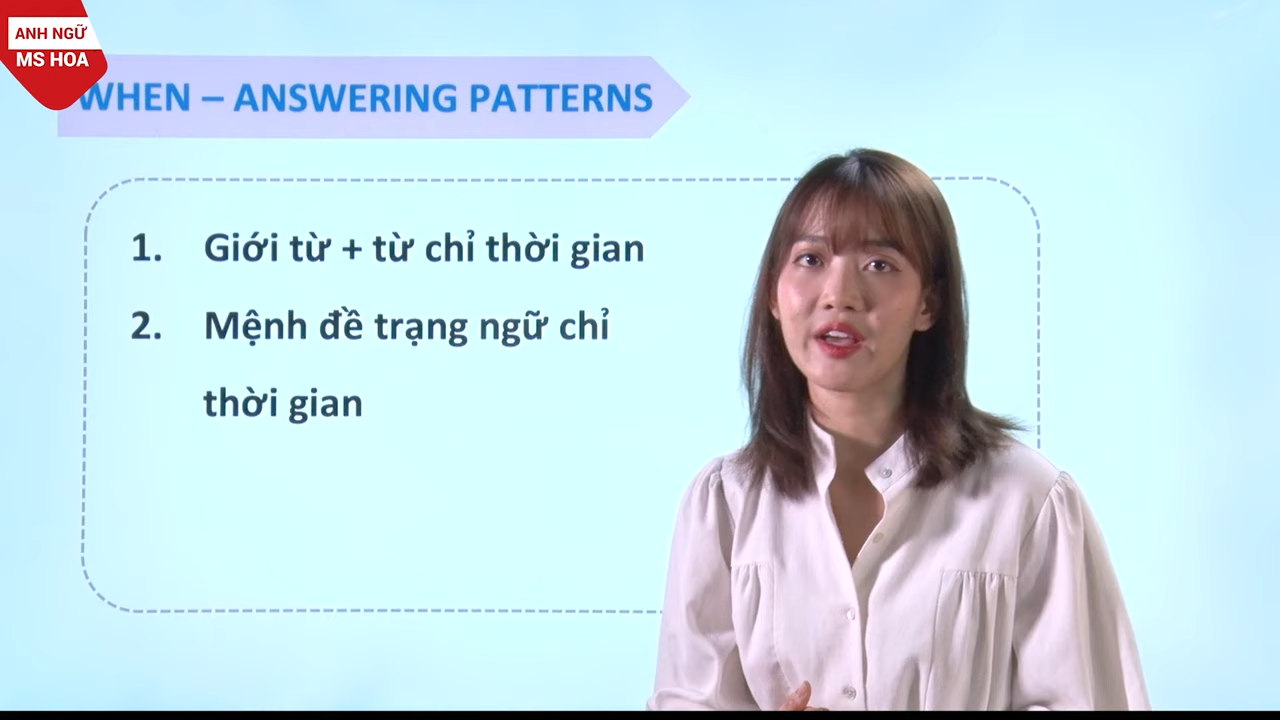 ANH NGỮ
MS HOA
WHEN – ANSWERING PATTERNS
1. Giới từ + từ chỉ thời gian
2. Mệnh đề trạng ngữ chỉ
thời gian